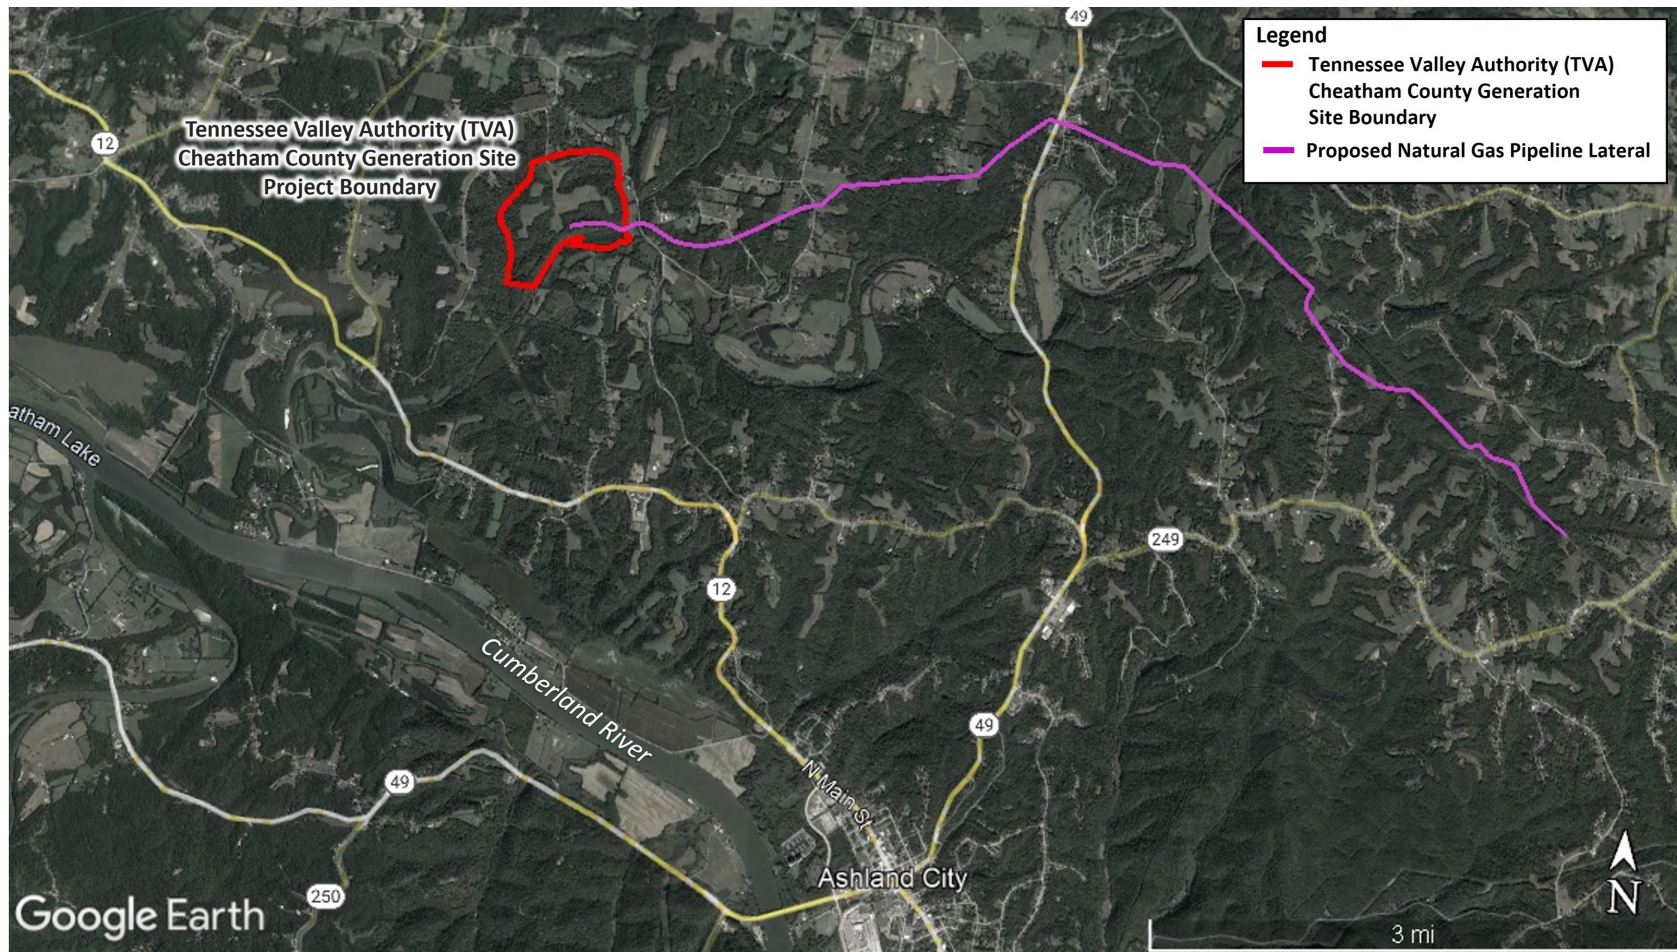 49
Legend
Tennessee Valley Authority (TVA)
Cheatham County Generation
Site Boundary
Proposed Natural Gas Pipeline Lateral
Tennessee Valley Authority (TVA)
Cheatham County Generation Site
Project Boundary
12
atham Lake
249
12
Cumberland River
49
49
N Main St
Ashland City
250
Google Earth
N
3 mi